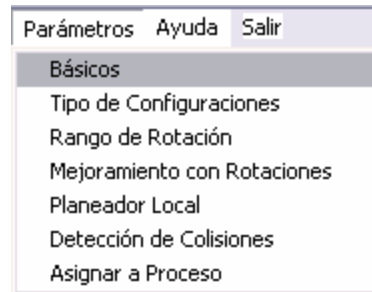 Parámetros Ayuda Salir
Básicos
Tipo de Configuraciones
Rango de Rotación
Mejoramiento con Rotaciones
Planeador Local
Detección de Colisiones
Asignar a Proceso